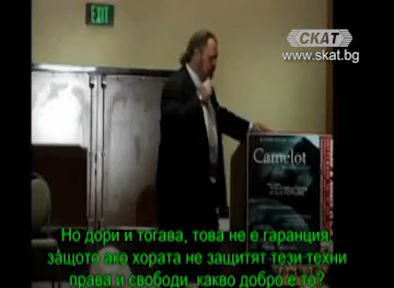 EXIT
СКАТ
www.skat.bg
Camelot
Но дори и тогава, това не е гаранция,
защото ако хората не защитят тези техни
права и свободи, какво добро е то?